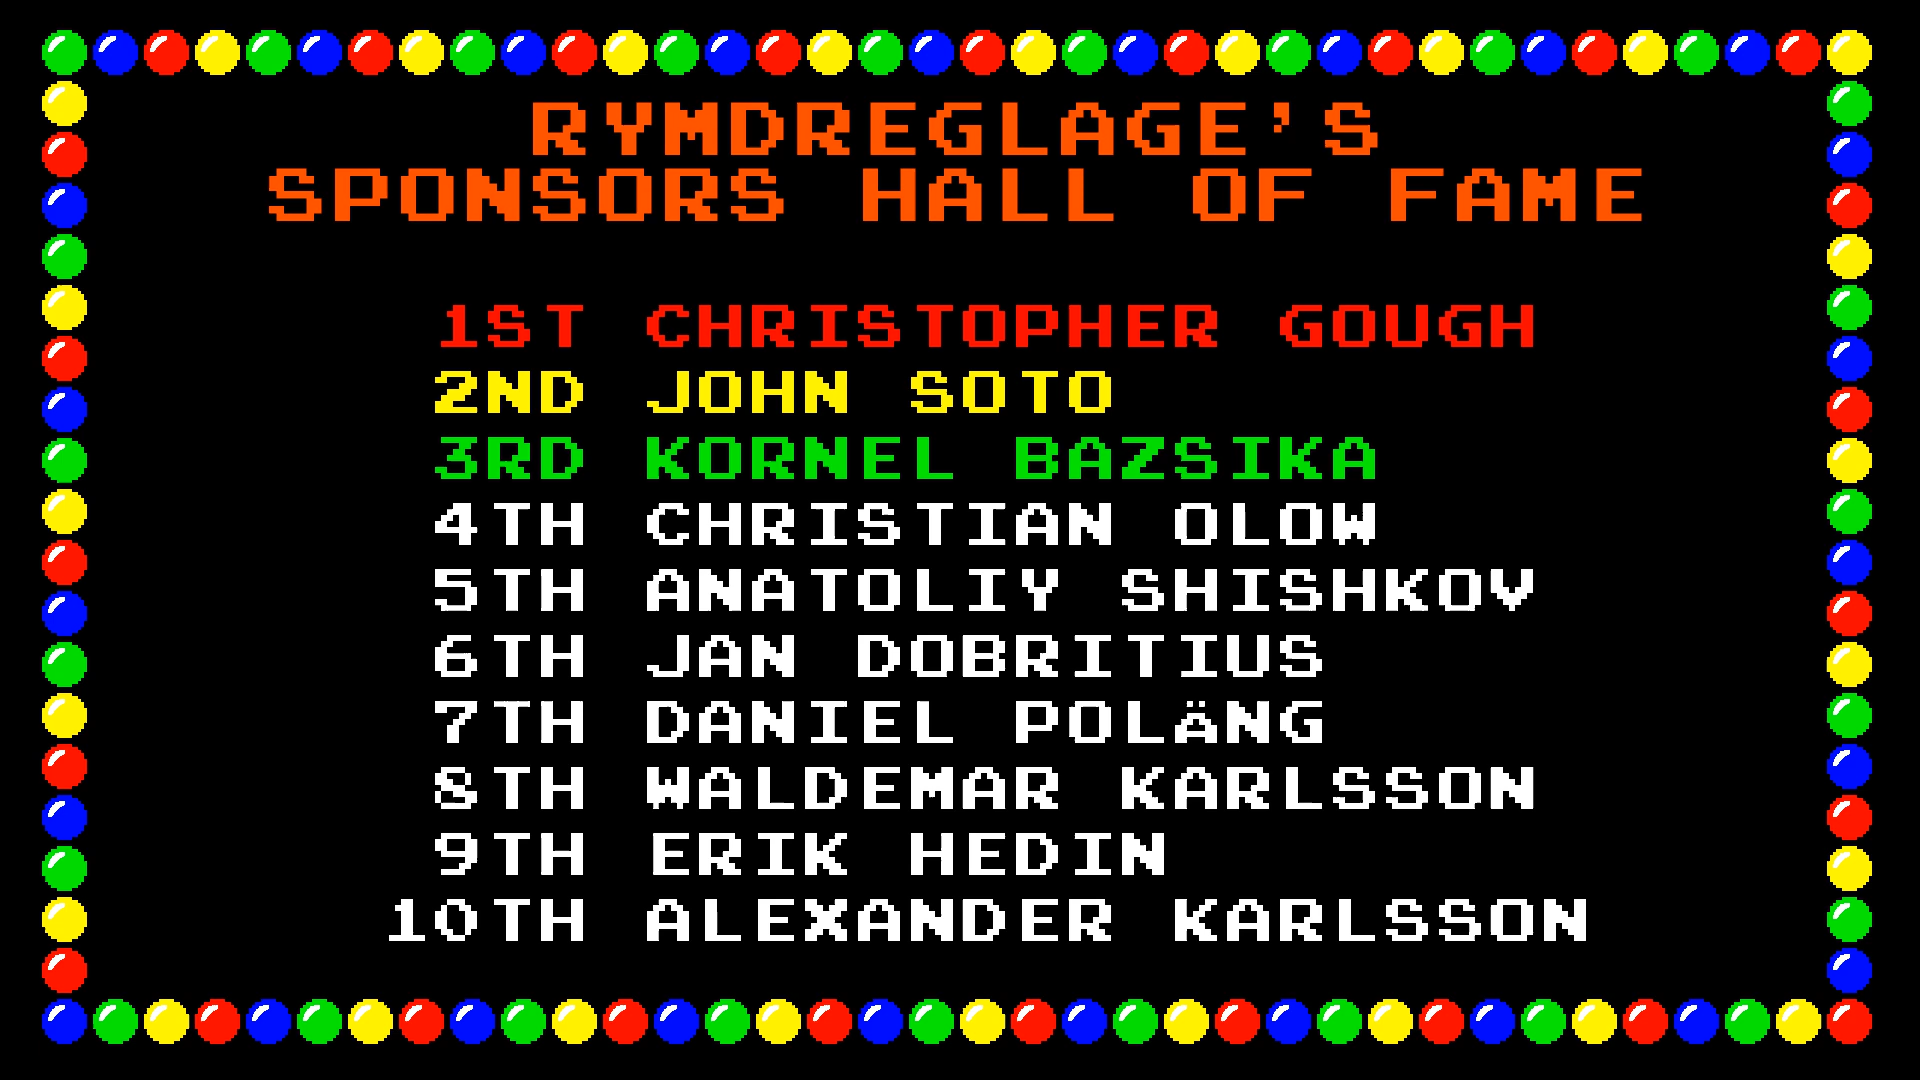 RYMDREGLAGE'S
SPONSORS HALL OF FAME
1ST CHRISTOPHER GOUGH
2ND JOHN SOTO
3RD KORNEL BAZSIKA
4TH CHRISTIAN OLOW
5TH ANATOLIY SHISHKOV
6TH JAN DOBRITIUS
7TH DANIEL POLÄNG
8TH WALDEMAR KARLSSON
9TH ERIK HEDIN
10TH ALEXANDER KARLSSON